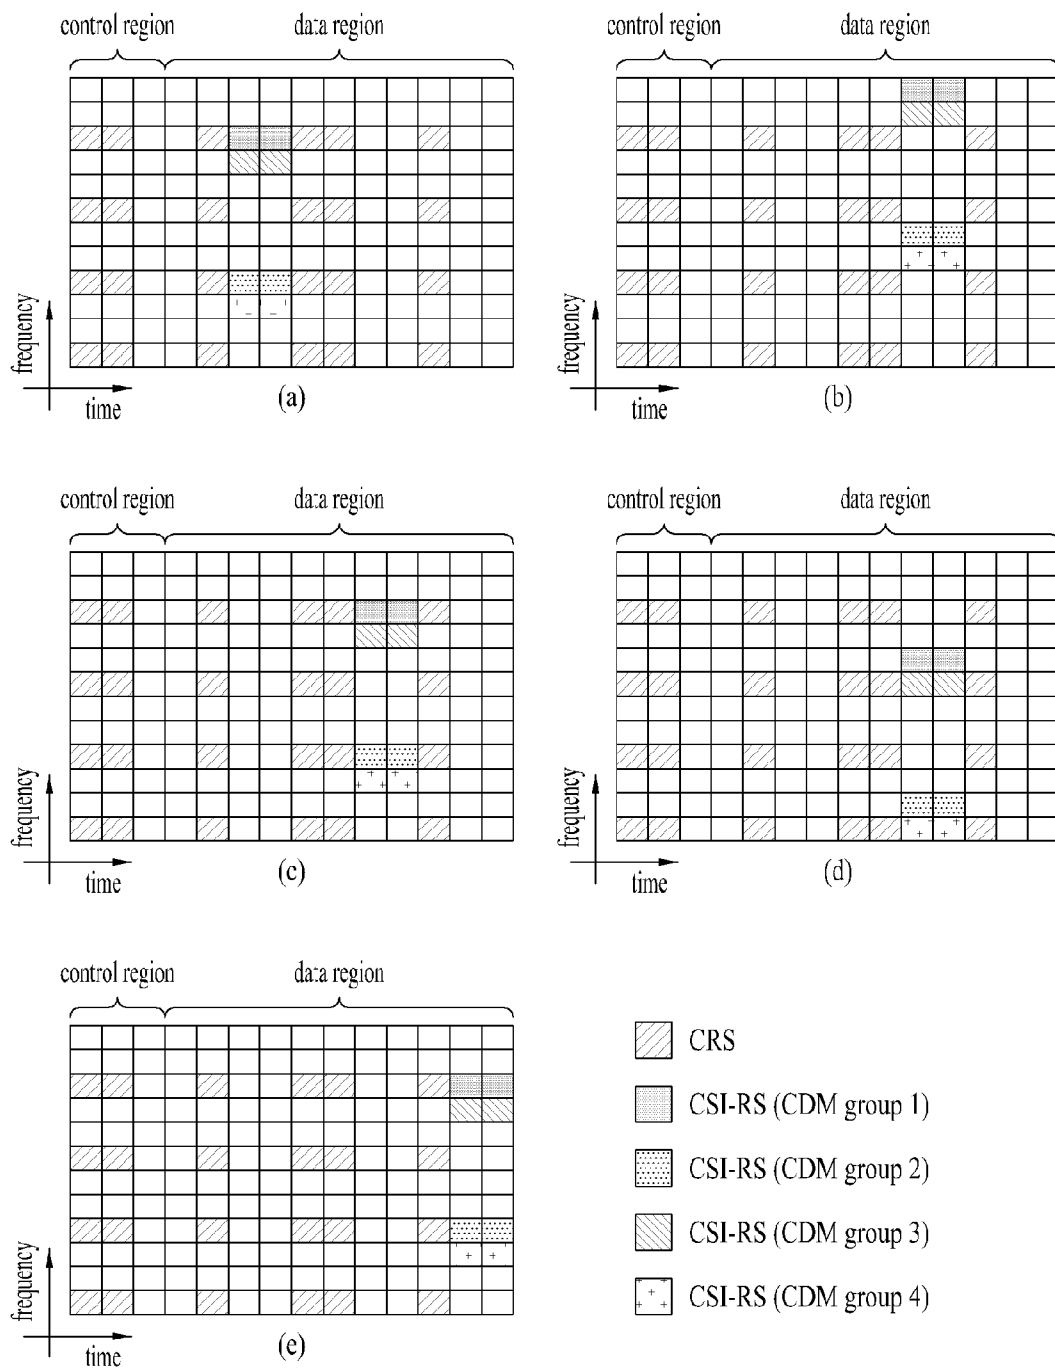 control region
data region
frequency
time
(a)
control region
data region
frequency
time
(b)
control region
data region
frequency
time
(c)
control region
data region
frequency
time
(d)
control region
data region
frequency
time
(e)
CRS
CSI-RS (CDM group 1)
CSI-RS (CDM group 2)
CSI-RS (CDM group 3)
CSI-RS (CDM group 4)